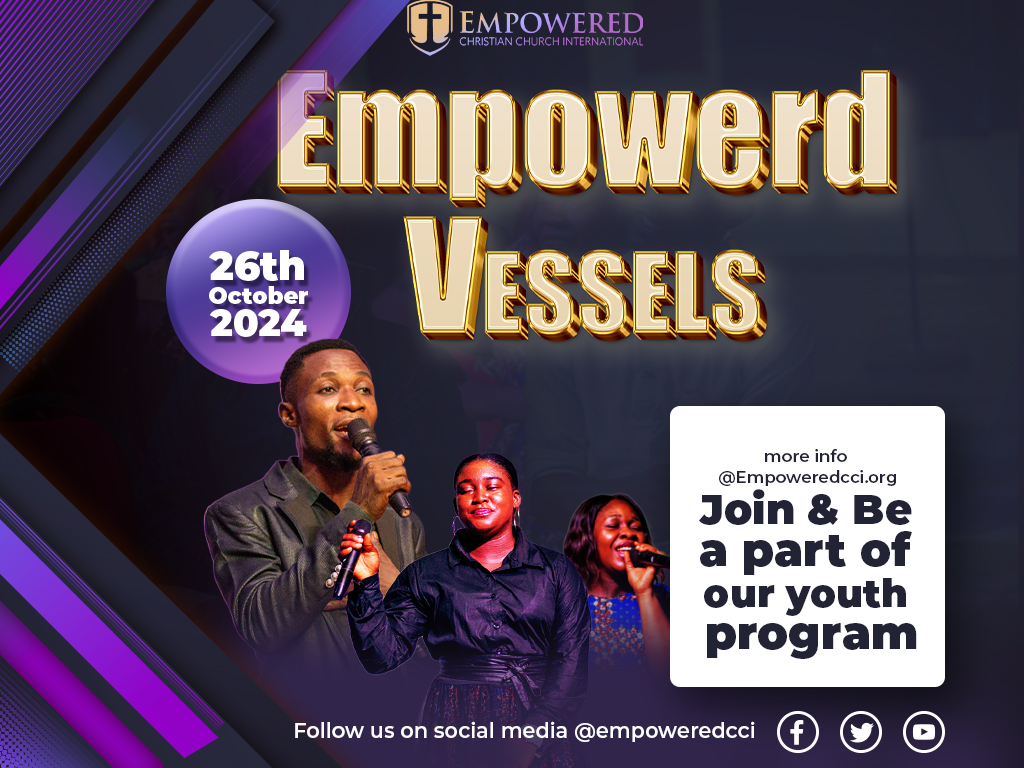 EMPOWERED
CHRISTIAN CHURCH INTERNATIONAL
Empowerd
VESSELS
26th
October
2024
more info
@Empoweredcci.org
Join & Be
a part of
our youth
program
Follow us on social media @empoweredcci